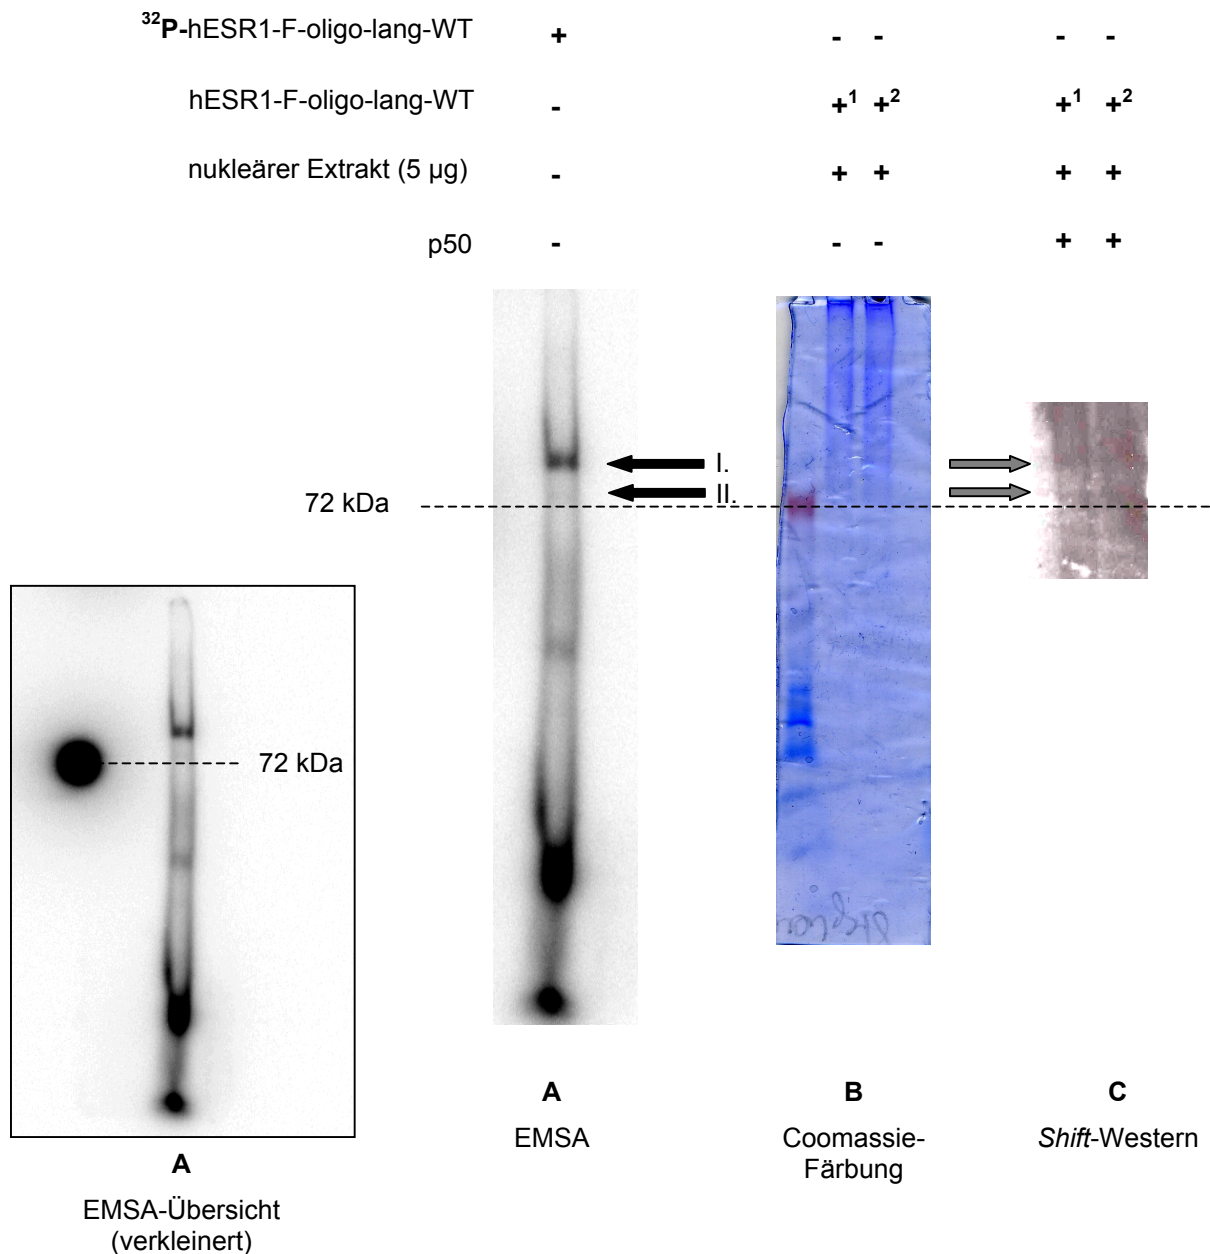 ³²P-hESR1-F-oligo-lang-WT + - - - -
hESR1-F-oligo-lang-WT - +¹ +² +¹ +²
nukleärer Extrakt (5 µg) - + + + +
p50 - - - + +
I.
II.
72 kDa
72 kDa
A B C
EMSA Coomassie-Färbung Shift-Western
A
EMSA-Übersicht
(verkleinert)